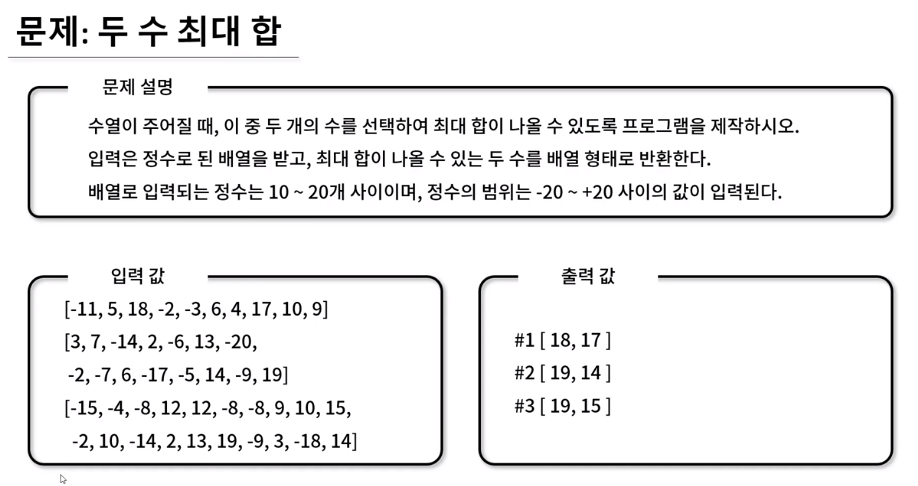 문제: 두 수 최대 합
문제 설명
수열이 주어질 때, 이 중 두 개의 수를 선택하여 최대 합이 나올 수 있도록 프로그램을 제작하시오.
입력은 정수로 된 배열을 받고, 최대 합이 나올 수 있는 두 수를 배열 형태로 반환한다.
배열로 입력되는 정수는 10 ~ 20개 사이이며, 정수의 범위는 -20 ~ +20 사이의 값이 입력된다.
입력 값
[-11, 5, 18, -2, -3, 6, 4, 17, 10, 9]
[3, 7, -14, 2, -6, 13, -20,
-2, -7, 6, -17, -5, 14, -9, 19]
[-15, -4, -8, 12, 12, -8, -8, 9, 10, 15,
-2, 10, -14, 2, 13, 19, -9, 3, -18, 14]
출력 값
#1 [ 18, 17 ]
#2 [ 19, 14 ]
#3 [ 19, 15 ]